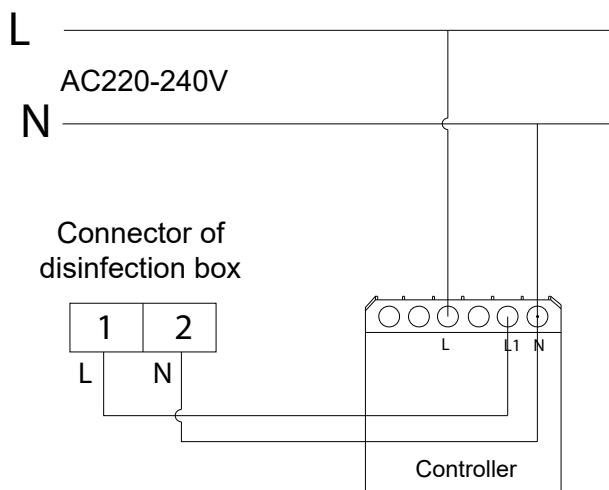 L
AC220-240V
N
Connector of
disinfection box
1 2
L N
L L1 N
Controller